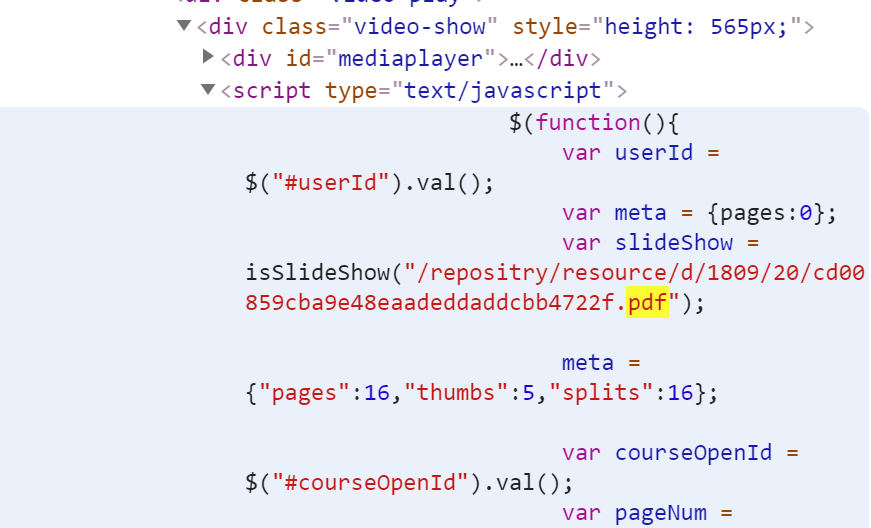 <div class="video-show" style="height: 565px;">
<div id="mediaplayer">…</div>
<script type="text/javascript">
$(function(){
var userId =
$("#userId").val();
var meta = {pages:0};
var slideShow =
isSlideShow("/repositry/resource/d/1809/20/cd00
859cba9e48eaadeddaddcbb4722f.pdf");
meta =
{"pages":16,"thumbs":5,"splits":16};
var courseOpenId =
$("#courseOpenId").val();
var pageNum =